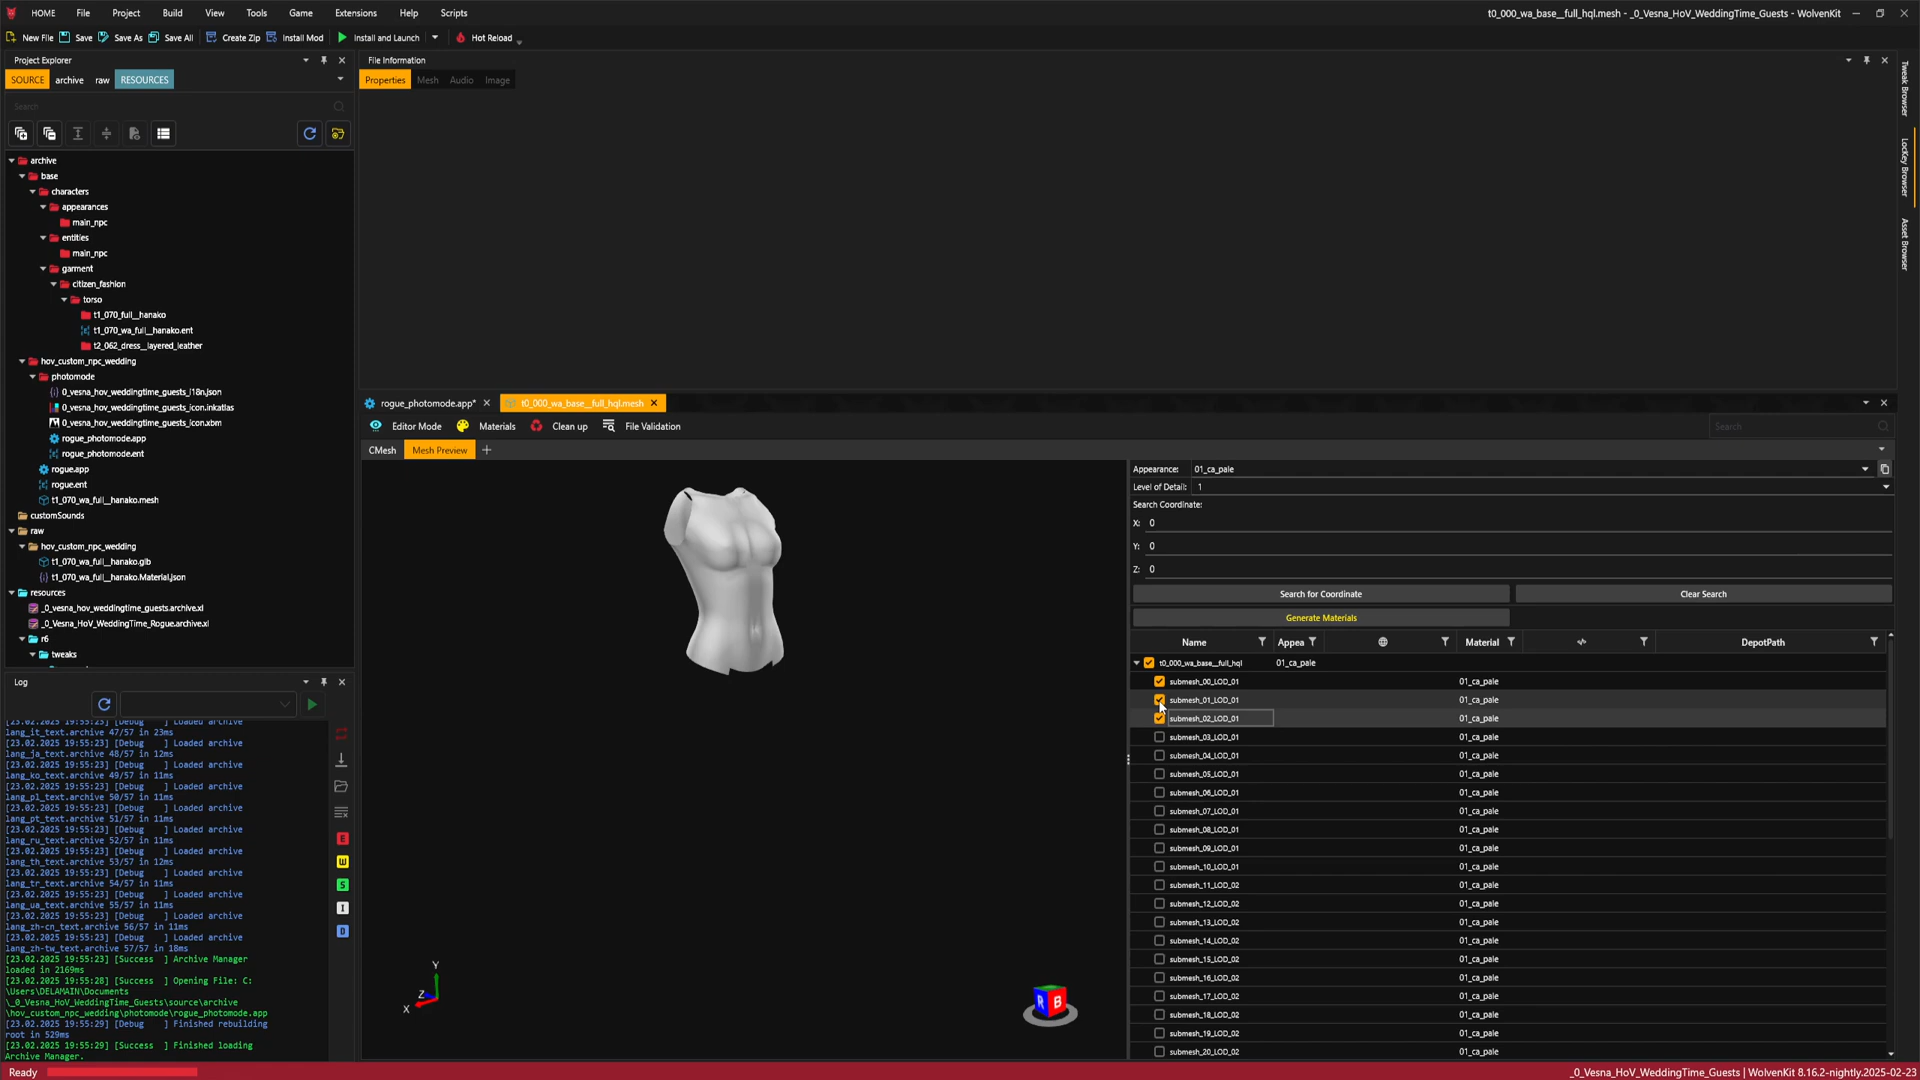 HOME File Project Build View Tools Game Extensions Help Scripts
t0_000_wa_base__full_hql.mesh - _0_Vesna_HoV_WeddingTime_Guests - WolvenKit
New File Save Save As Save All Create Zip Install Mod Install and Launch Hot Reload
Project Explorer
SOURCE archive raw RESOURCES
Search
archive
base
characters
appearances
main_npc
entities
main_npc
garment
citizen_fashion
torso
t1_070_full__hanako
t1_070_wa_full__hanako.ent
t2_062_dress__layered_leather
hov_custom_npc_wedding
photomode
0_vesna_hov_weddingtime_guests_i18n.json
0_vesna_hov_weddingtime_guests_icon.inkatlas
0_vesna_hov_weddingtime_guests_icon.xbm
rogue_photomode.app
rogue_photomode.ent
rogue.app
rogue.ent
t1_070_wa_full__hanako.mesh
customSounds
raw
hov_custom_npc_wedding
t1_070_wa_full__hanako.glb
t1_070_wa_full__hanako.Material.json
resources
_0_vesna_hov_weddingtime_guests.archive.xl
_0_Vesna_HoV_WeddingTime_Rogue.archive.xl
r6
tweaks
Log
[23.02.2025 19:55:23] [Debug ] Loaded archive
lang_it_text.archive 47/57 in 23ms
[23.02.2025 19:55:23] [Debug ] Loaded archive
lang_ja_text.archive 48/57 in 12ms
[23.02.2025 19:55:23] [Debug ] Loaded archive
lang_ko_text.archive 49/57 in 11ms
[23.02.2025 19:55:23] [Debug ] Loaded archive
lang_pl_text.archive 50/57 in 11ms
[23.02.2025 19:55:23] [Debug ] Loaded archive
lang_pt_text.archive 51/57 in 11ms
[23.02.2025 19:55:23] [Debug ] Loaded archive
lang_ru_text.archive 52/57 in 11ms
[23.02.2025 19:55:23] [Debug ] Loaded archive
lang_th_text.archive 53/57 in 12ms
[23.02.2025 19:55:23] [Debug ] Loaded archive
lang_tr_text.archive 54/57 in 11ms
[23.02.2025 19:55:23] [Debug ] Loaded archive
lang_ua_text.archive 55/57 in 11ms
[23.02.2025 19:55:23] [Debug ] Loaded archive
lang_zh-cn_text.archive 56/57 in 11ms
[23.02.2025 19:55:23] [Debug ] Loaded archive
lang_zh-tw_text.archive 57/57 in 18ms
[23.02.2025 19:55:23] [Success ] Archive Manager
loaded in 2169ms
[23.02.2025 19:55:28] [Success ] Opening File: C:
\Users\DELAMAIN\Documents
\_0_Vesna_HoV_WeddingTime_Guests\source\archive
\hov_custom_npc_wedding\photomode\rogue_photomode.app
[23.02.2025 19:55:29] [Debug ] Finished rebuilding
root in 529ms
[23.02.2025 19:55:29] [Success ] Finished loading
Archive Manager.
E
W
S
I
D
File Information
Properties Mesh Audio Image
rogue_photomode.app* t0_000_wa_base__full_hql.mesh
Editor Mode Materials Clean up File Validation
Search
CMesh Mesh Preview
Y
Z
X
R B
Appearance: 01_ca_pale
Level of Detail: 1
Search Coordinate:
X: 0
Y: 0
Z: 0
Search for Coordinate Clear Search
Generate Materials
Name Appea Material DepotPath
t0_000_wa_base__full_hql 01_ca_pale
submesh_00_LOD_01 01_ca_pale
submesh_01_LOD_01 01_ca_pale
submesh_02_LOD_01 01_ca_pale
submesh_03_LOD_01 01_ca_pale
submesh_04_LOD_01 01_ca_pale
submesh_05_LOD_01 01_ca_pale
submesh_06_LOD_01 01_ca_pale
submesh_07_LOD_01 01_ca_pale
submesh_08_LOD_01 01_ca_pale
submesh_09_LOD_01 01_ca_pale
submesh_10_LOD_01 01_ca_pale
submesh_11_LOD_02 01_ca_pale
submesh_12_LOD_02 01_ca_pale
submesh_13_LOD_02 01_ca_pale
submesh_14_LOD_02 01_ca_pale
submesh_15_LOD_02 01_ca_pale
submesh_16_LOD_02 01_ca_pale
submesh_17_LOD_02 01_ca_pale
submesh_18_LOD_02 01_ca_pale
submesh_19_LOD_02 01_ca_pale
submesh_20_LOD_02 01_ca_pale
Tweak Browser
LocKey Browser
Asset Browser
Ready
_0_Vesna_HoV_WeddingTime_Guests | WolvenKit 8.16.2-nightly.2025-02-23